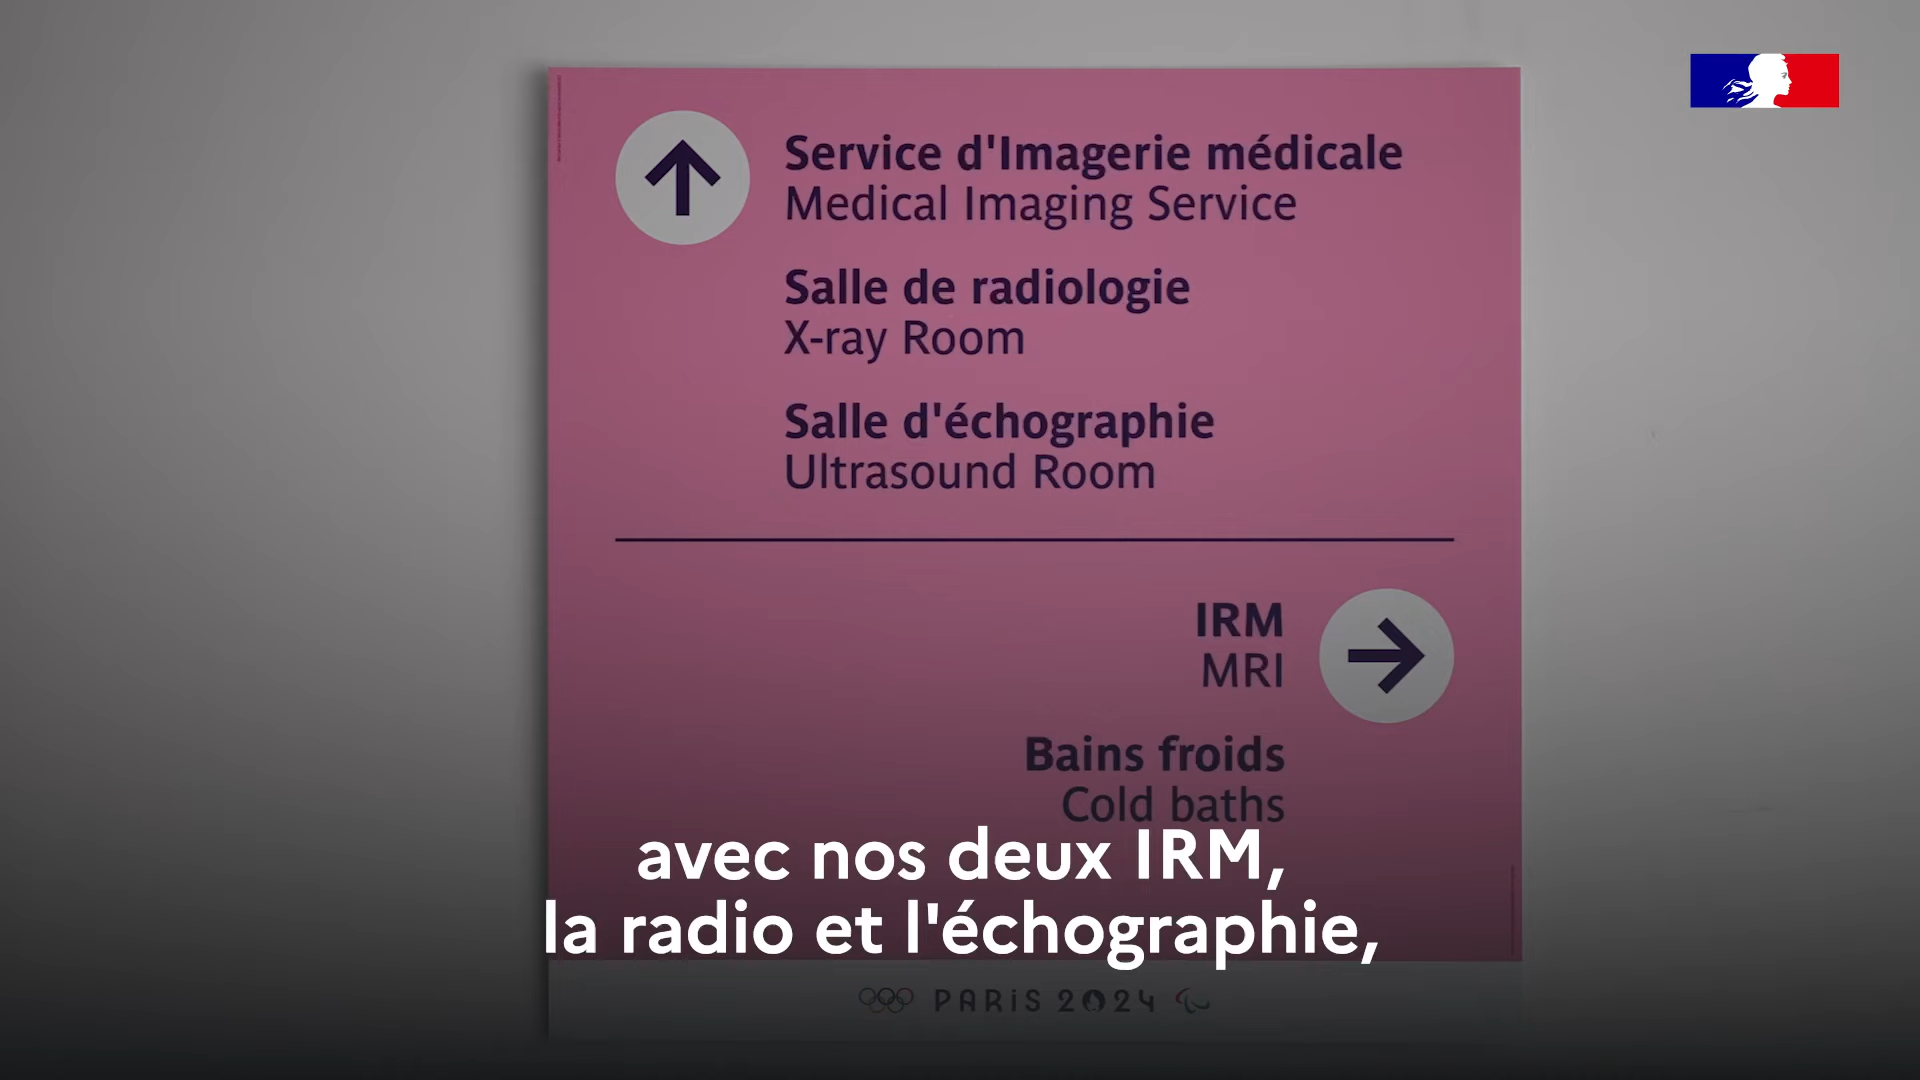 Service d'Imagerie médicale
Medical Imaging Service
Salle de radiologie
X-ray Room
Salle d'échographie
Ultrasound Room
IRM
MRI
Bains froids
Cold baths
avec nos deux IRM,
la radio et l'échographie,
PARIS 2024